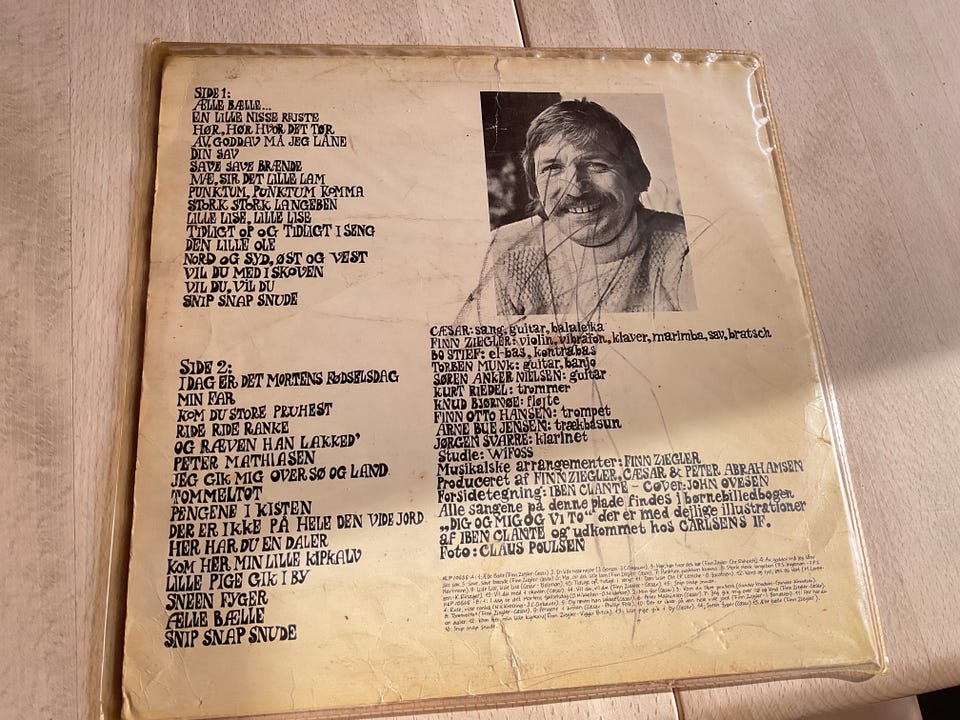 SIDE 1:
ÆLLE BÆLLE...
EN LILLE NISSE REJSTE
HØR, HØR HVOR DET TØR
AV, GODDAV MÅ JEG LÅNE
DIN SAV
SAVE SAVE BRÆNDE
MÆ, SIR DET LILLE LAM
PUNKTUM, PUNKTUM KOMMA
STORK STORK LANGEBEN
LILLE LISE, LILLE LISE
TIDLIGT OP OG TIDLIGT I SENG
DEN LILLE OLE
NORD OG SYD, ØST OG VEST
VIL DU MED I SKOVEN
VIL DU, VIL DU
SNIP SNAP SNUDE
SIDE 2:
I DAG ER DET MORTENS FØDSELSDAG
MIN FAR
KOM DU STORE PRUHEST
RIDE RIDE RANKE
OG RÆVEN HAN LAKKED'
PETER MATHIASEN
JEG GIK MIG OVER SØ OG LAND
TOMMELTOT
PENGENE I KISTEN
DER ER IKKE PÅ HELE DEN VIDE JORD
HER HAR DU EN DALER
KOM HER MIN LILLE KIPKALV
LILLE PIGE GIK I BY
SNEEN FYGER
ÆLLE BÆLLE
SNIP SNAP SNUDE
CÆSAR: sang, guitar, balalejka
FINN ZIEGLER: violin, vibrafon, klaver, marimba, sav, bratsch
BO STIEF: el-bas, kontrabas
TORBEN MUNK: guitar, banjo
SØREN ANKER NIELSEN: guitar
KURT RIEDEL: trommer
KNUD BJØRNØE: fløjte
FINN OTTO HANSEN: trompet
ARNE BUE JENSEN: trækbasun
JØRGEN SVARRE: klarinet
Studie: WIFOSS
Musikalske arrangementer: FINN ZIEGLER
Produceret af FINN ZIEGLER, CÆSAR & PETER ABRAHAMSEN
Forsidetegning: IBEN CLANTE - Cover: JOHN OVESEN
Alle sangene på denne plade findes i børnebilledbogen
„DIG OG MIG OG VI TO" der er med dejlige illustrationer
af IBEN CLANTE og udkommet hos CARLSENS IF.
Foto: CLAUS POULSEN